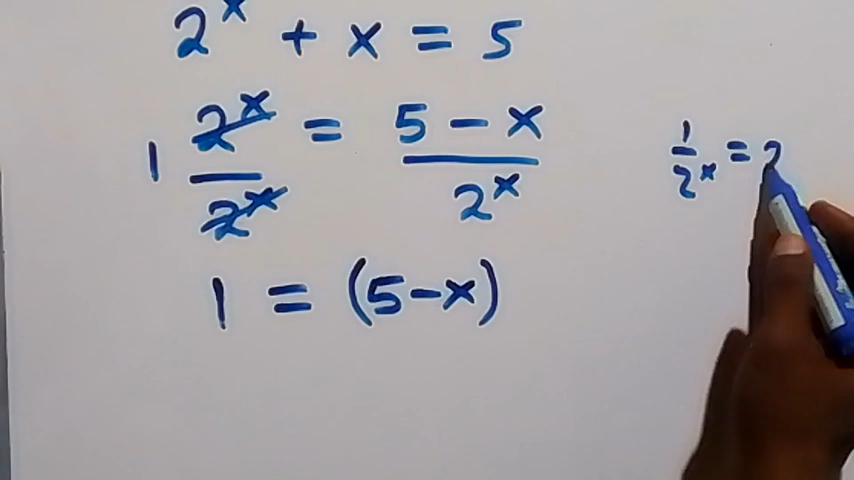 2^x + x = 5
1 2^x/2^x = 5 - x/2^x
1/2^x = 2
1 = (5-x)